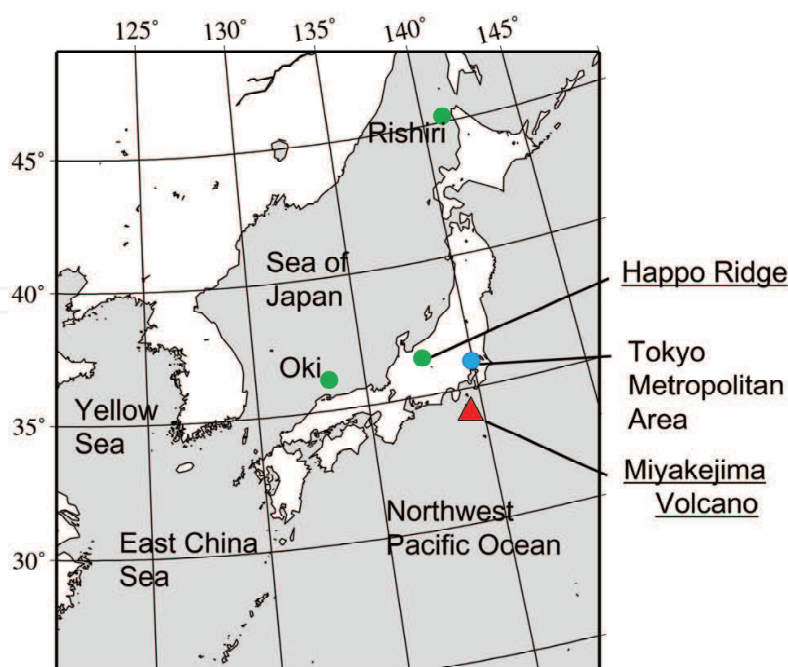 125°
130°
135°
140°
145°
Rishiri
45°
Sea of
Japan
Happo Ridge
40°
Oki
Tokyo
Metropolitan
Area
Yellow
Sea
35°
Miyakejima
Volcano
Northwest
Pacific Ocean
East China
Sea
30°